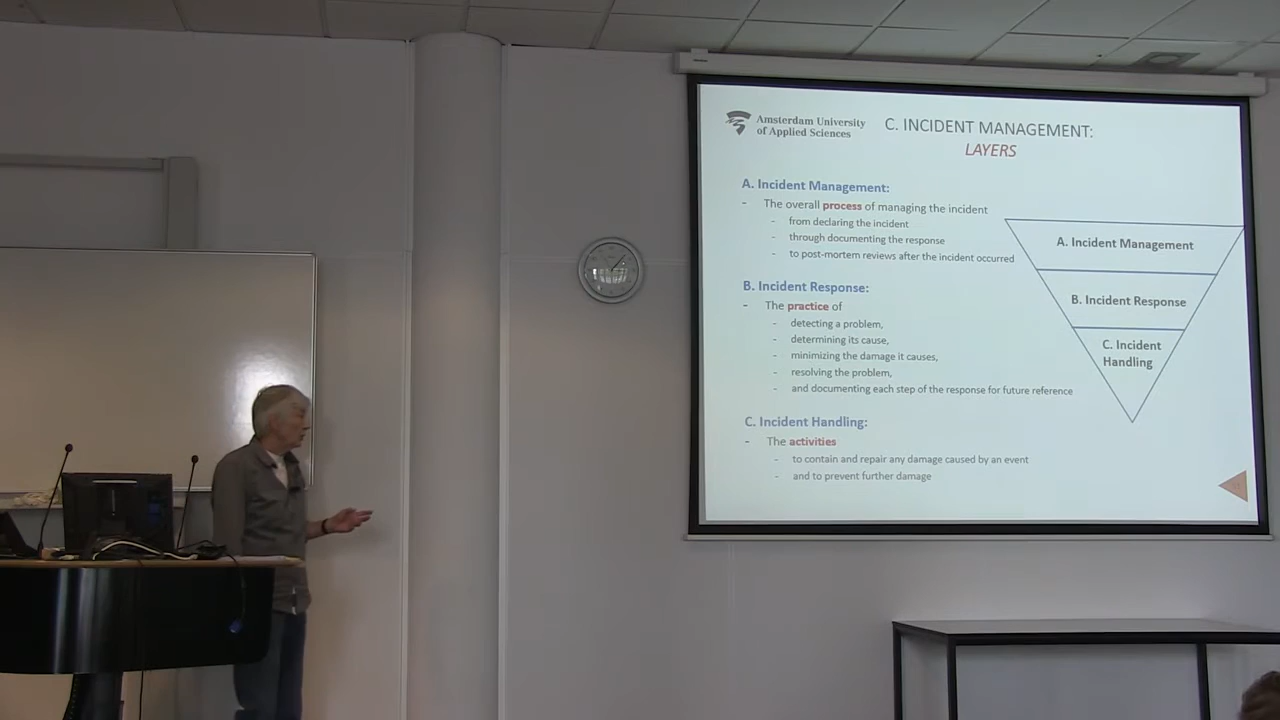 Amsterdam University
of Applied Sciences
C. INCIDENT MANAGEMENT:
LAYERS
A. Incident Management:
- The overall process of managing the incident
- from declaring the incident
- through documenting the response
- to post-mortem reviews after the incident occurred
B. Incident Response:
- The practice of
- detecting a problem,
- determining its cause,
- minimizing the damage it causes,
- resolving the problem,
- and documenting each step of the response for future reference
C. Incident Handling:
- The activities
- to contain and repair any damage caused by an event
- and to prevent further damage
A. Incident Management
B. Incident Response
C. Incident
Handling